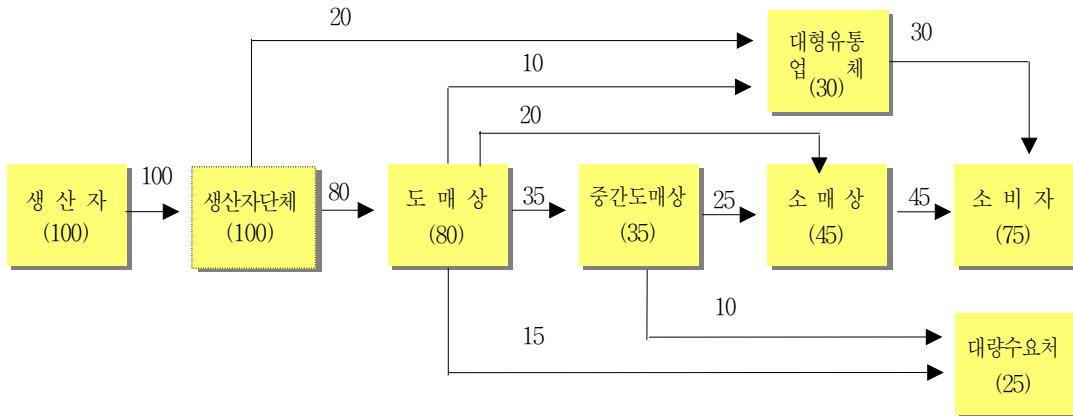 20
대형유통
업 체
(30)
30
10
20
생 산 자
(100)
100
생산자단체
(100)
80
도 매 상
(80)
35
중간도매상
(35)
25
소 매 상
(45)
45
소 비 자
(75)
10
15
대량수요처
(25)